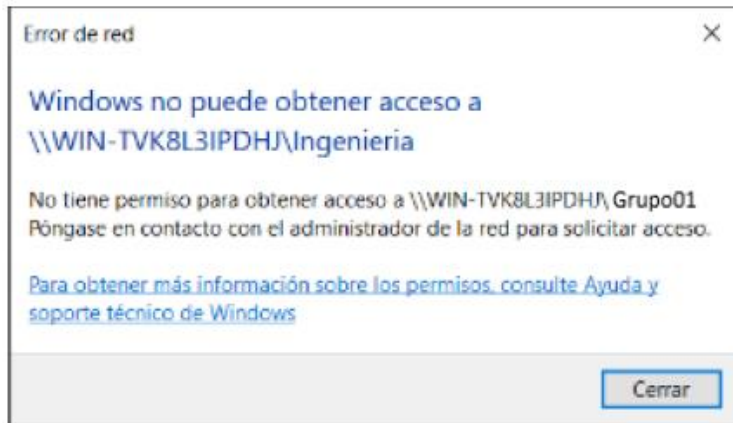 Error de red
Windows no puede obtener acceso a
\\WIN-TVK8L3IPDHJ\Ingenieria
No tiene permiso para obtener acceso a \\WIN-TVK8L3IPDHJ\ Grupo01
Póngase en contacto con el administrador de la red para solicitar acceso.
Para obtener más información sobre los permisos, consulte Ayuda y
soporte técnico de Windows
Cerrar